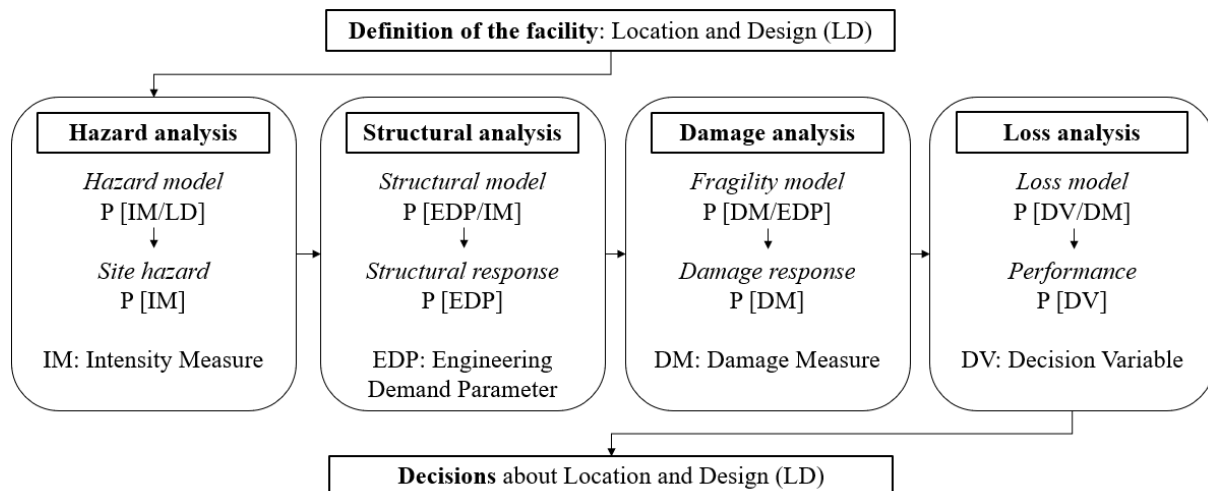 Definition of the facility: Location and Design (LD)
Hazard analysis
Hazard model
P [IM/LD]
Site hazard
P [IM]
IM: Intensity Measure
Structural analysis
Structural model
P [EDP/IM]
Structural response
P [EDP]
EDP: Engineering
Demand Parameter
Damage analysis
Fragility model
P [DM/EDP]
Damage response
P [DM]
DM: Damage Measure
Loss analysis
Loss model
P [DV/DM]
Performance
P [DV]
DV: Decision Variable
Decisions about Location and Design (LD)